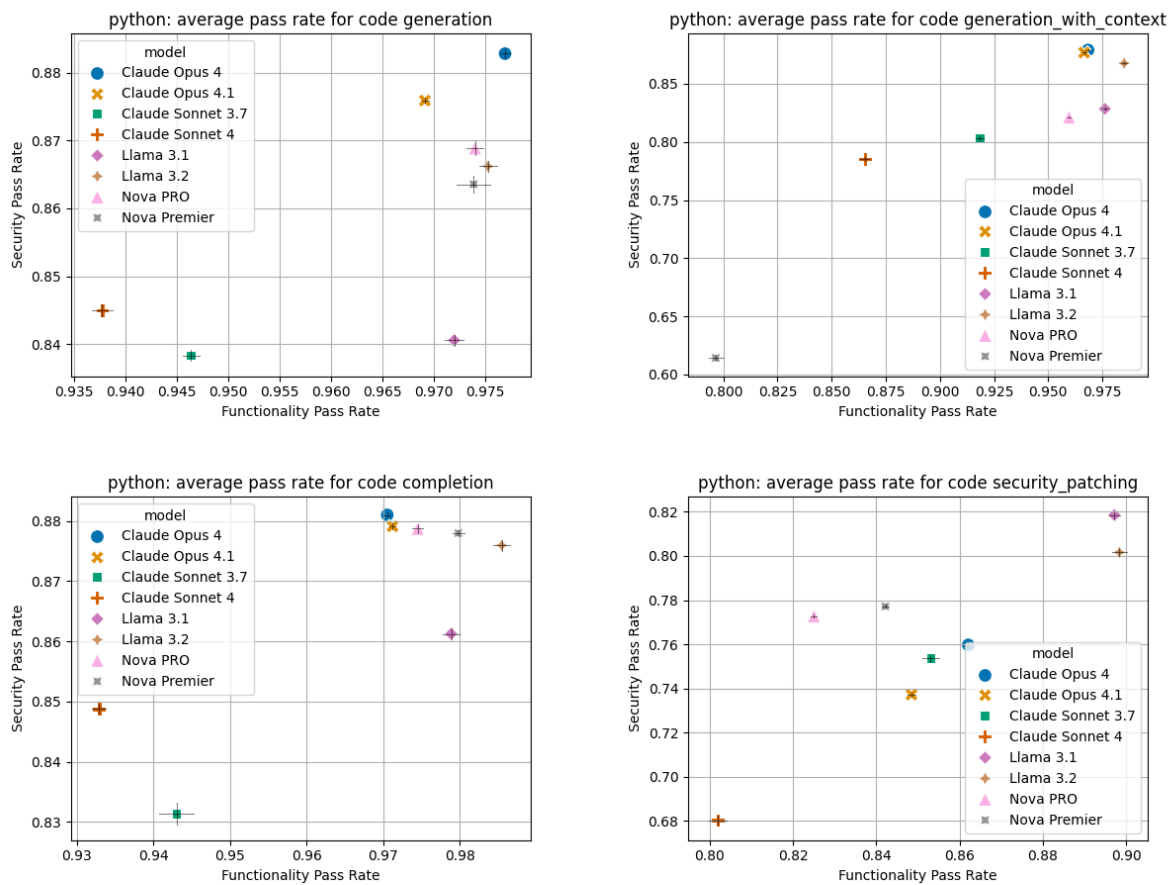 python: average pass rate for code generation
Security Pass Rate
0.88
0.87
0.86
0.85
0.84
model
Claude Opus 4
Claude Opus 4.1
Claude Sonnet 3.7
Claude Sonnet 4
Llama 3.1
Llama 3.2
Nova PRO
Nova Premier
0.935 0.940 0.945 0.950 0.955 0.960 0.965 0.970 0.975
Functionality Pass Rate
python: average pass rate for code generation_with_context
Security Pass Rate
0.85
0.80
0.75
0.70
0.65
0.60
model
Claude Opus 4
Claude Opus 4.1
Claude Sonnet 3.7
Claude Sonnet 4
Llama 3.1
Llama 3.2
Nova PRO
Nova Premier
0.800 0.825 0.850 0.875 0.900 0.925 0.950 0.975
Functionality Pass Rate
python: average pass rate for code completion
Security Pass Rate
0.88
0.87
0.86
0.85
0.84
0.83
model
Claude Opus 4
Claude Opus 4.1
Claude Sonnet 3.7
Claude Sonnet 4
Llama 3.1
Llama 3.2
Nova PRO
Nova Premier
0.93 0.94 0.95 0.96 0.97 0.98
Functionality Pass Rate
python: average pass rate for code security_patching
Security Pass Rate
0.82
0.80
0.78
0.76
0.74
0.72
0.70
0.68
model
Claude Opus 4
Claude Opus 4.1
Claude Sonnet 3.7
Claude Sonnet 4
Llama 3.1
Llama 3.2
Nova PRO
Nova Premier
0.80 0.82 0.84 0.86 0.88 0.90
Functionality Pass Rate